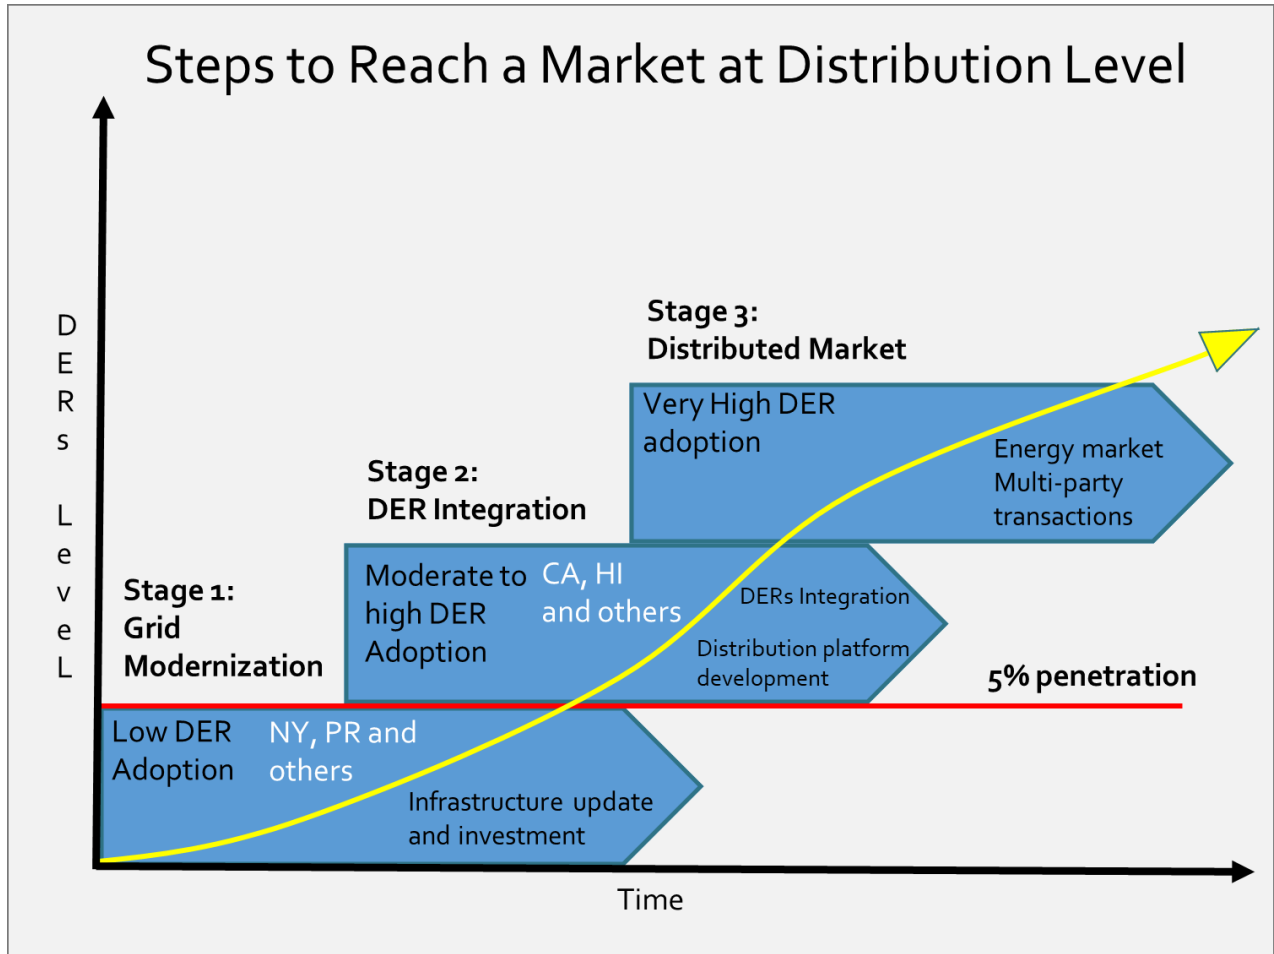 Steps to Reach a Market at Distribution Level
DERs LeveL
Stage 3:
Distributed Market
Very High DER
adoption
Energy market
Multi-party
transactions
Stage 2:
DER Integration
Moderate to
high DER
Adoption
CA, HI
and others
DERs Integration
Distribution platform
development
Stage 1:
Grid
Modernization
5% penetration
Low DER
Adoption
NY, PR and
others
Infrastructure update
and investment
Time